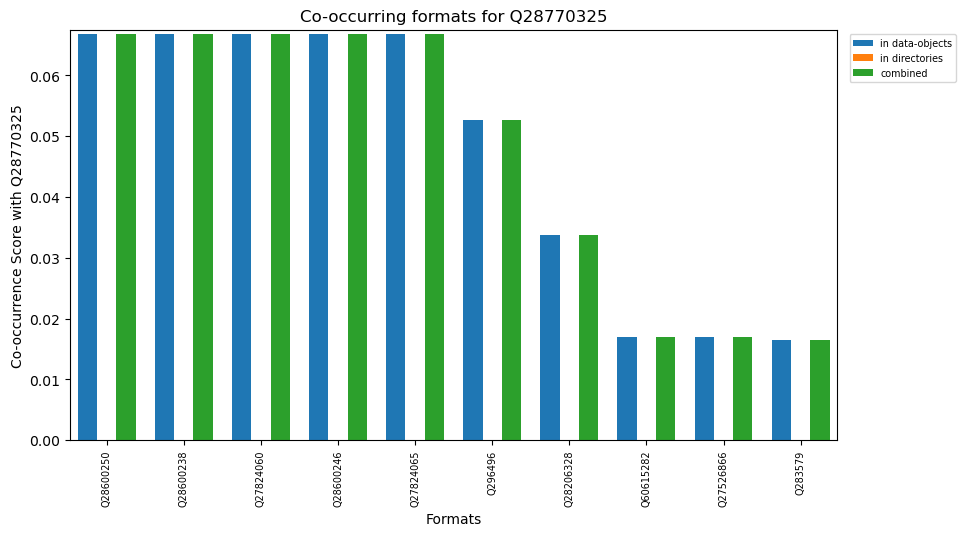 Co-occurring formats for Q28770325
in data-objects
in directories
combined
Co-occurrence Score with Q28770325
0.06
0.05
0.04
0.03
0.02
0.01
0.00
Q28600250
Q28600238
Q27824060
Q28600246
Q27824065
Q296496
Q28206328
Q60615282
Q27526866
Q283579
Formats